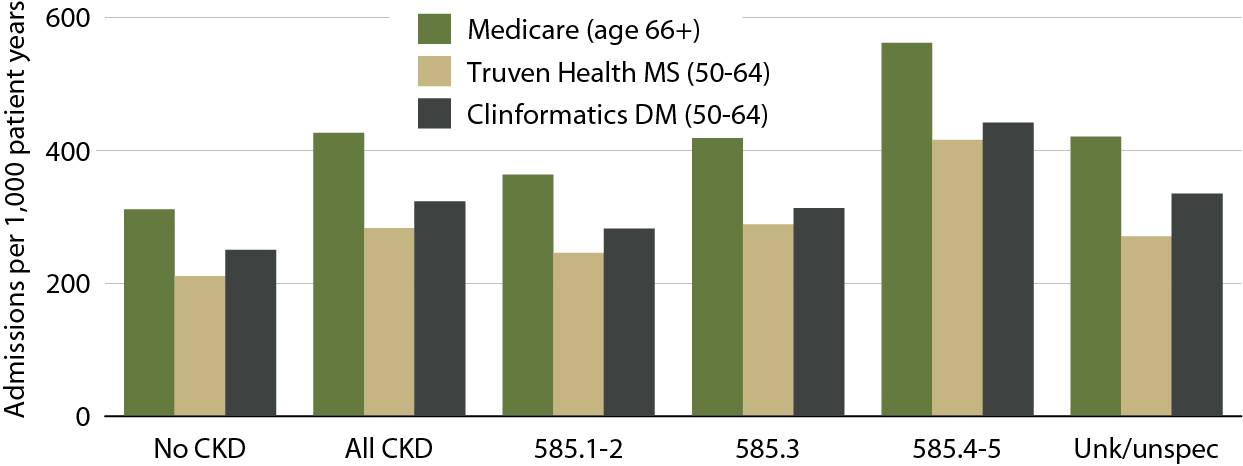 Admissions per 1,000 patient years
600
400
200
0
Medicare (age 66+)
Truven Health MS (50-64)
Clinformatics DM (50-64)
No CKD
All CKD
585.1-2
585.3
585.4-5
Unk/unspec